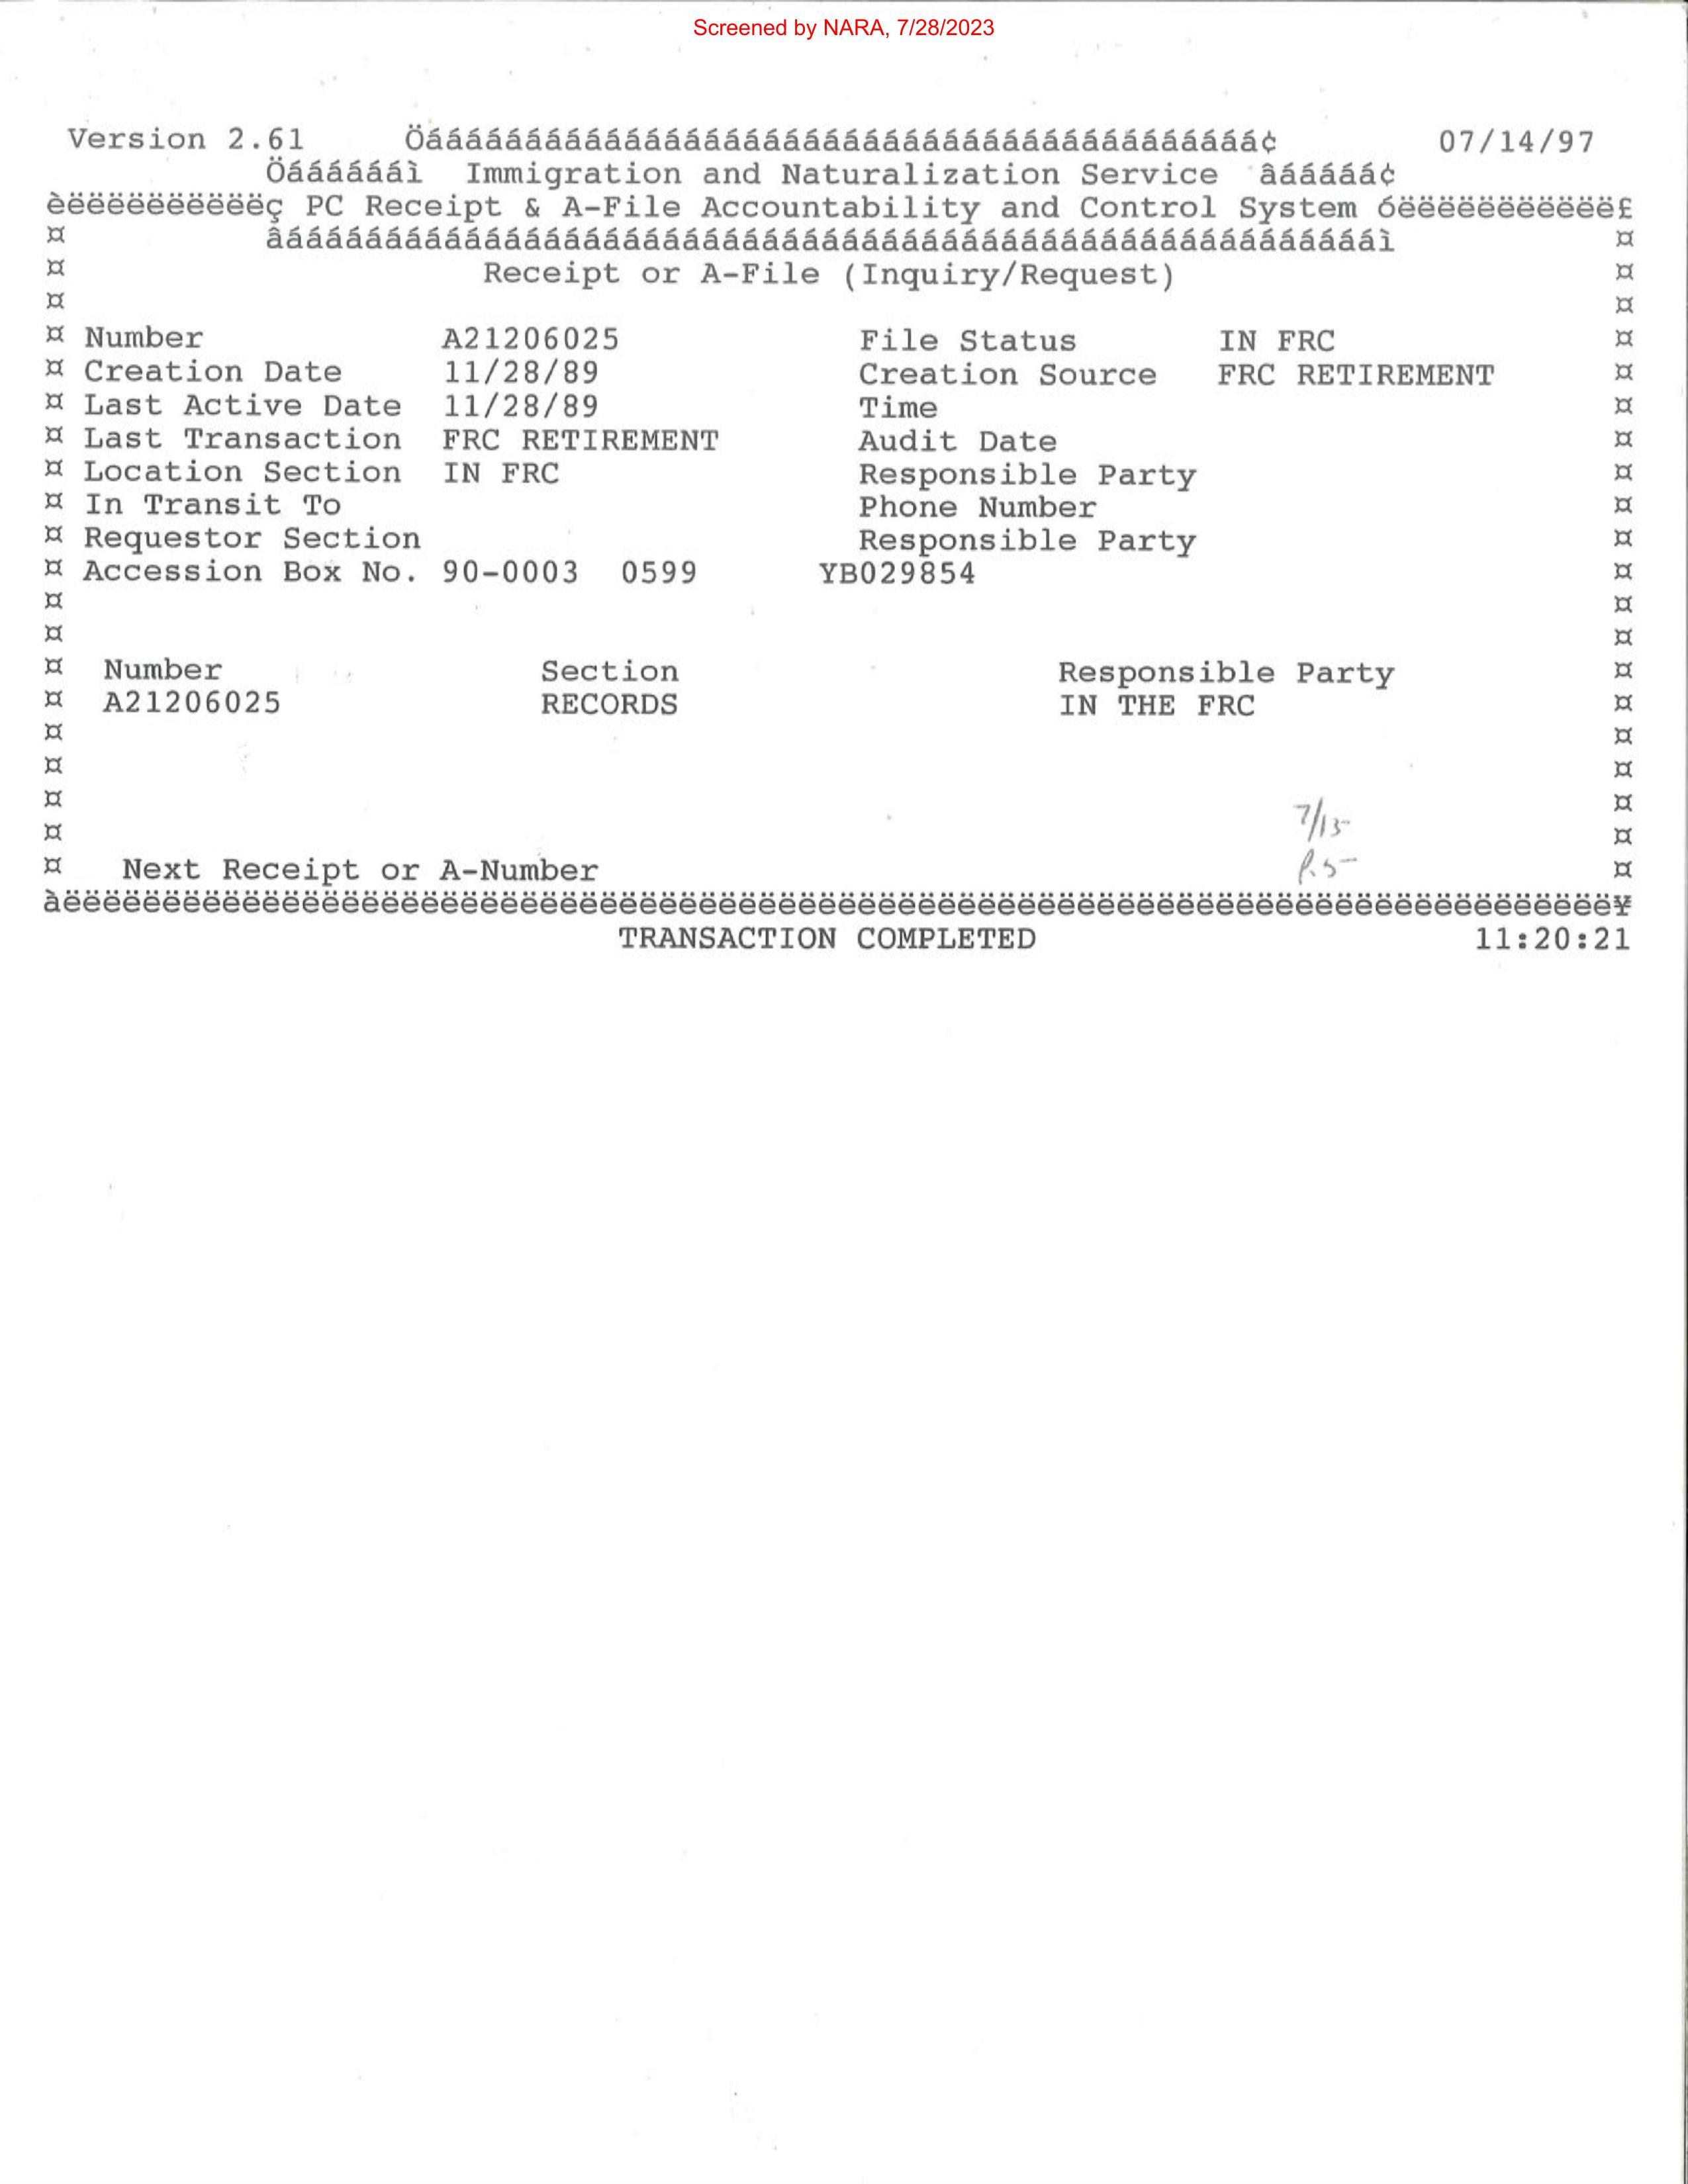 Screened by NARA, 7/28/2023
Version 2.61 Öááááááááááááááááááááááááááááááááááááááááá¢ 07/14/97
Öáááááááì Immigration and Naturalization Service âáááááá¢
èëëëëëëëëëëç PC Receipt & A-File Accountability and Control System óëëëëëëëëëëë£
¤ âáááááááááááááááááááááááááááááááááááááááááááááááááááááááì ¤
¤ Receipt or A-File (Inquiry/Request) ¤
¤ ¤
¤ Number A21206025 File Status IN FRC ¤
¤ Creation Date 11/28/89 Creation Source FRC RETIREMENT ¤
¤ Last Active Date 11/28/89 Time ¤
¤ Last Transaction FRC RETIREMENT Audit Date ¤
¤ Location Section IN FRC Responsible Party ¤
¤ In Transit To Phone Number ¤
¤ Requestor Section Responsible Party ¤
¤ Accession Box No. 90-0003 0599 YB029854 ¤
¤ ¤
¤ ¤
¤ Number Section Responsible Party ¤
¤ A21206025 RECORDS IN THE FRC ¤
¤ ¤
¤ ¤
¤ ¤
7/15
¤ ¤
¤ Next Receipt or A-Number ¤
àëëëëëëëëëëëëëëëëëëëëëëëëëëëëëëëëëëëëëëëëëëëëëëëëëëëëëëëëëëëëëëëëëëëëëëëëëëëëëë¥
TRANSACTION COMPLETED 11:20:21